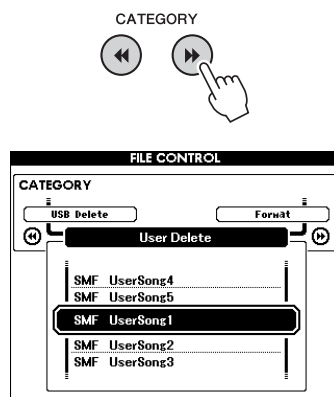 CATEGORY
FILE CONTROL
CATEGORY
USB Delete
Format
User Delete
SMF UserSong4
SMF UserSong5
SMF UserSong1
SMF UserSong2
SMF UserSong3